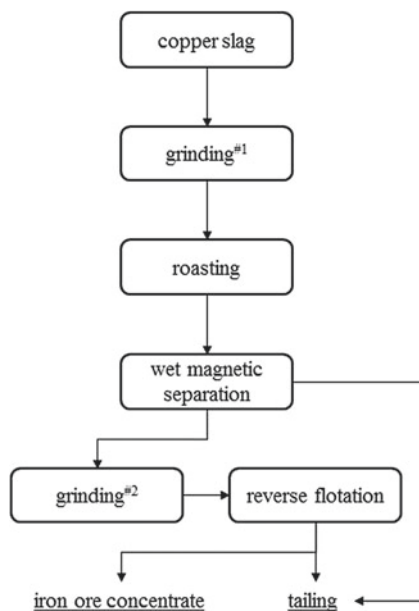 copper slag
grinding#1
roasting
wet magnetic
separation
grinding#2
reverse flotation
iron ore concentrate
tailing